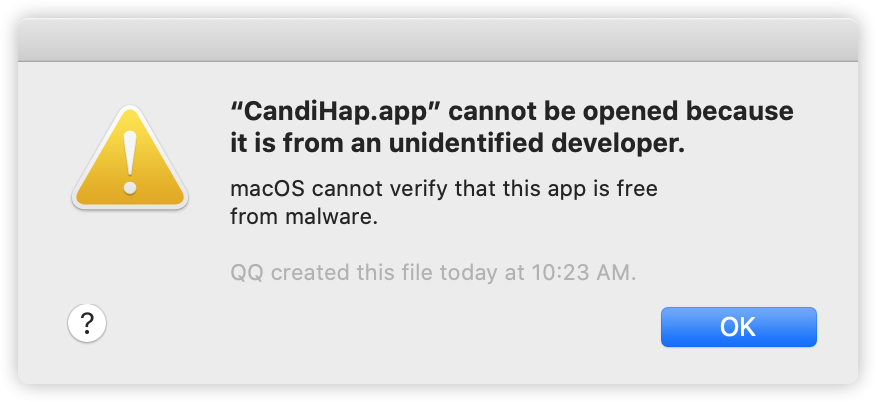 “CandiHap.app” cannot be opened because
it is from an unidentified developer.
macOS cannot verify that this app is free
from malware.
QQ created this file today at 10:23 AM.
?
OK